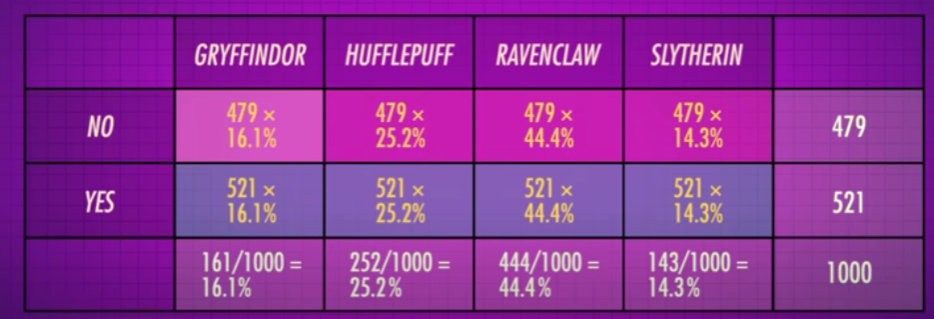 GRYFFINDOR HUFFLEPUFF RAVENCLAW SLYTHERIN
NO 479 × 16.1% 479 × 25.2% 479 × 44.4% 479 × 14.3% 479
YES 521 × 16.1% 521 × 25.2% 521 × 44.4% 521 × 14.3% 521
161/1000 = 16.1% 252/1000 = 25.2% 444/1000 = 44.4% 143/1000 = 14.3% 1000